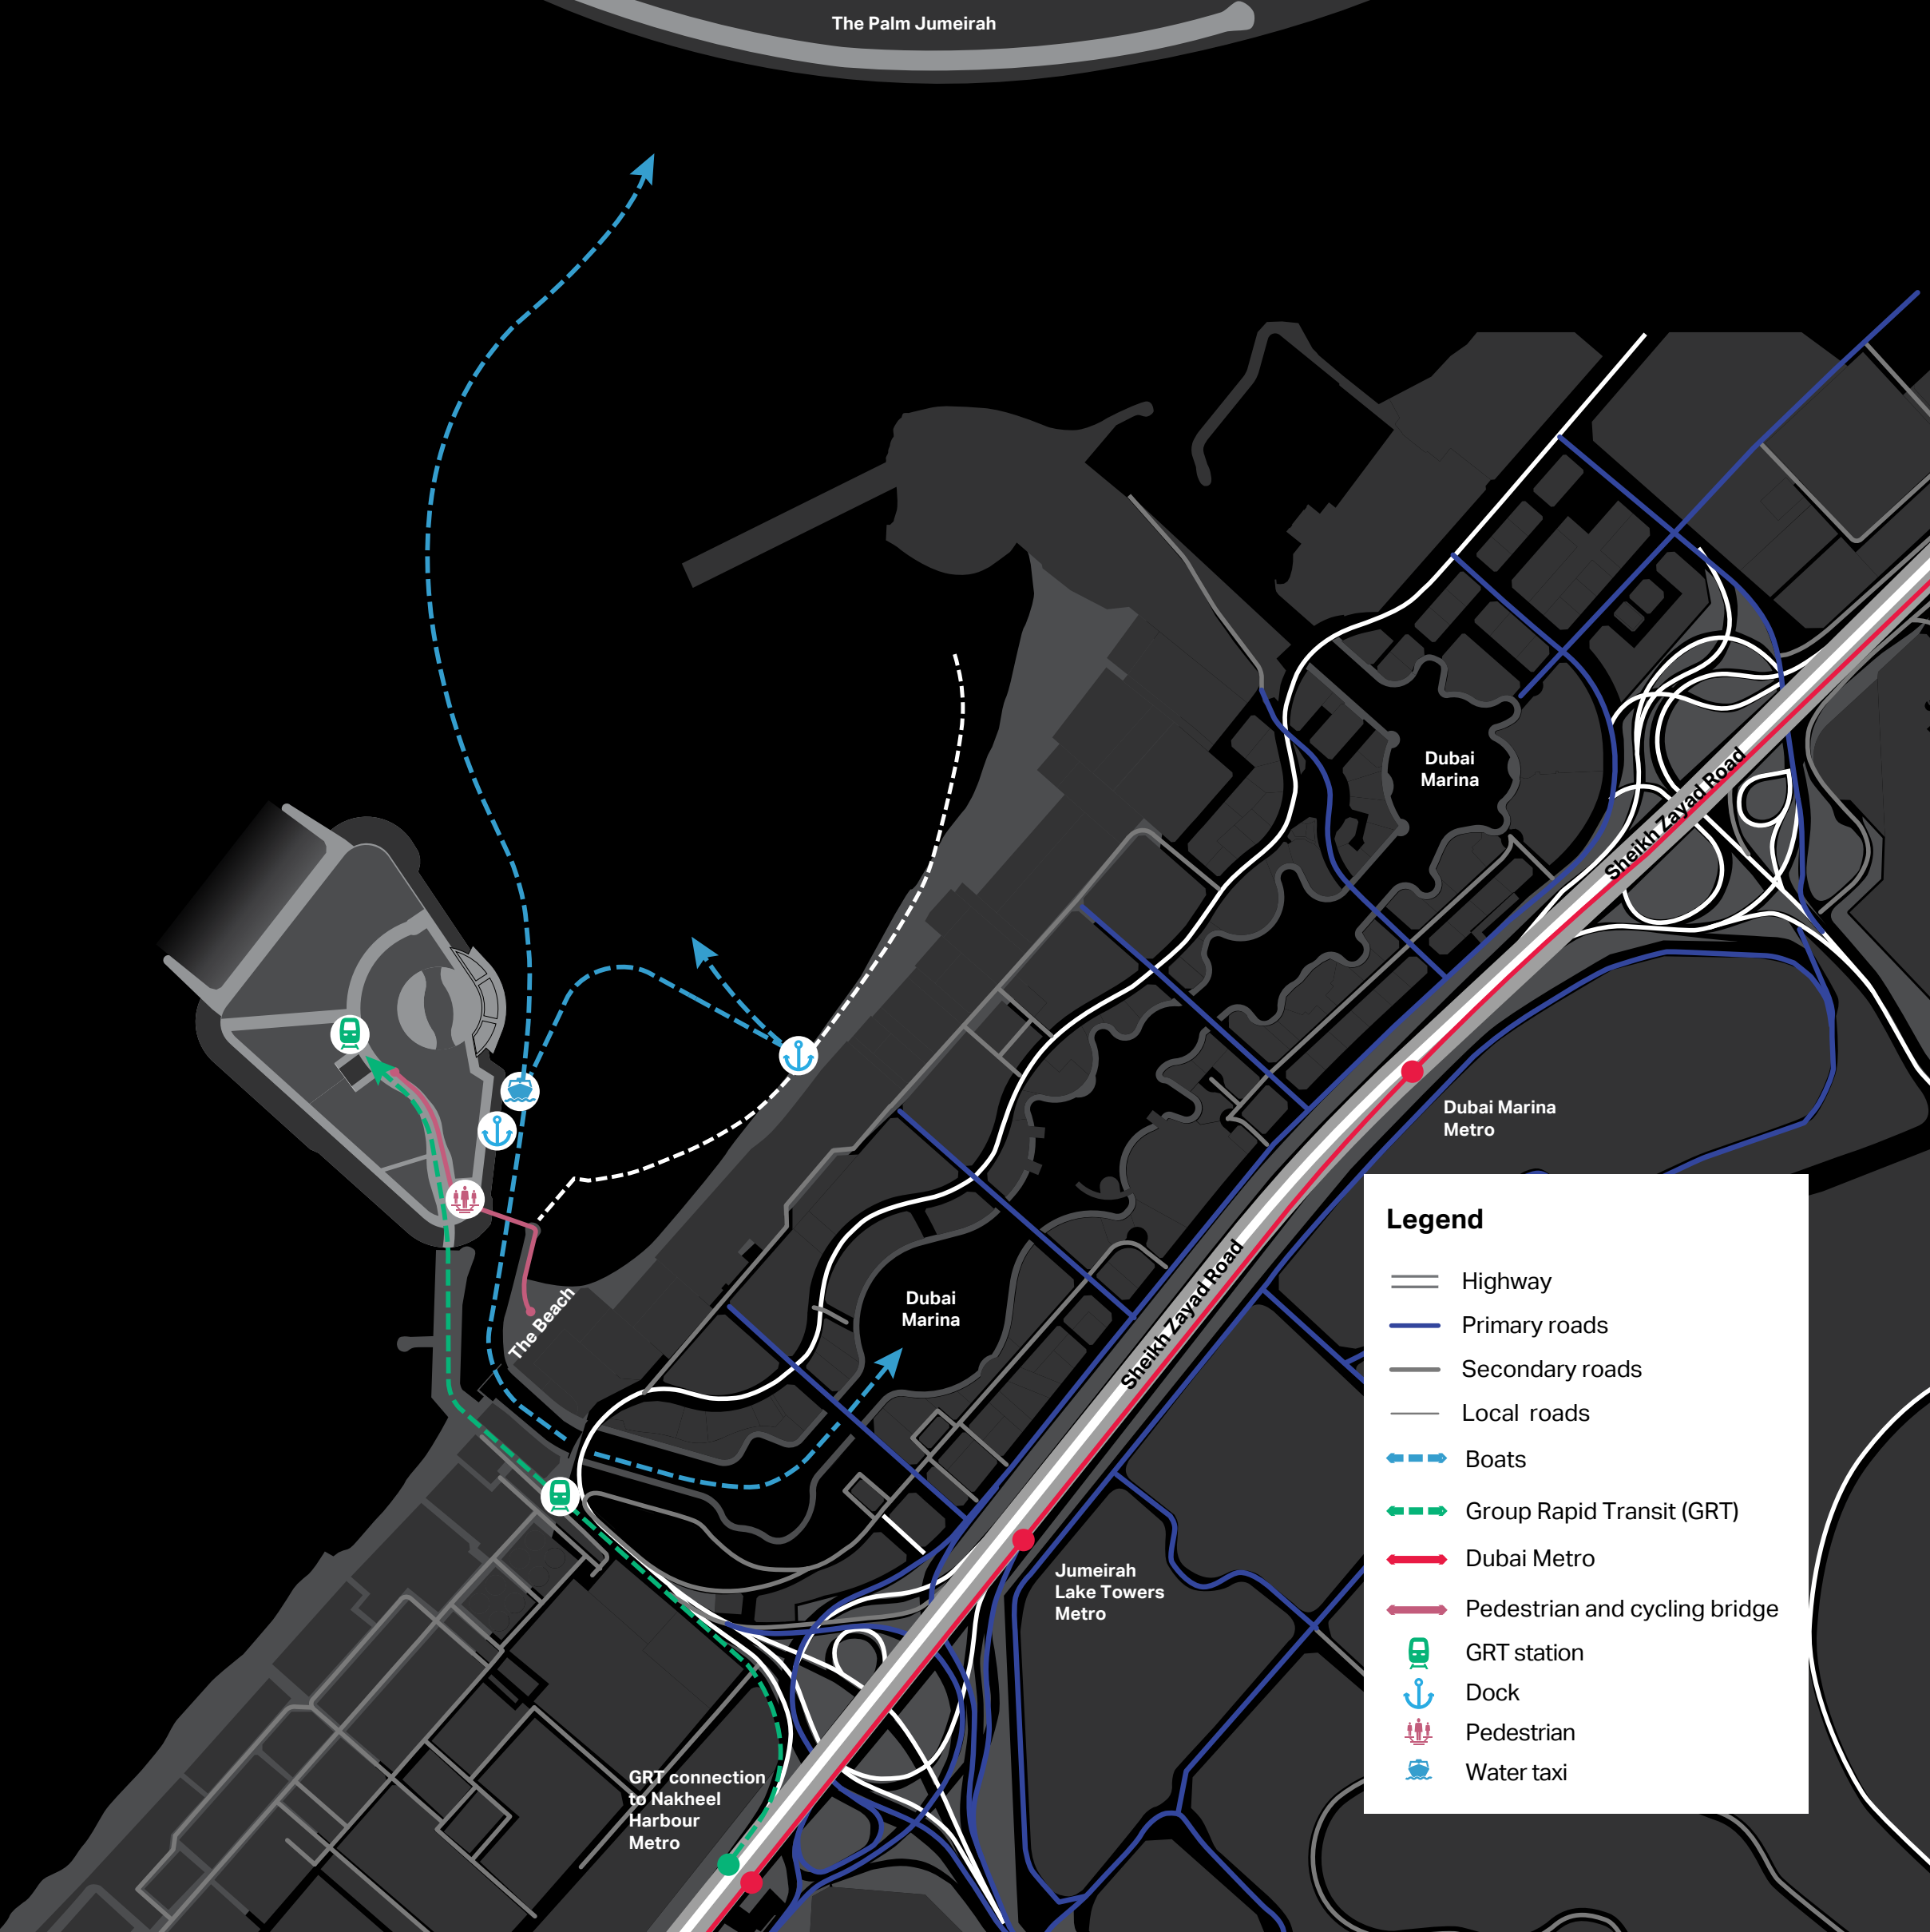 The Palm Jumeirah
Dubai
Marina
Sheikh Zayad Road
Dubai Marina
Metro
The Beach
Dubai
Marina
Sheikh Zayad Road
Jumeirah
Lake Towers
Metro
GRT connection
to Nakheel
Harbour
Metro
Legend
Highway
Primary roads
Secondary roads
Local roads
Boats
Group Rapid Transit (GRT)
Dubai Metro
Pedestrian and cycling bridge
GRT station
Dock
Pedestrian
Water taxi